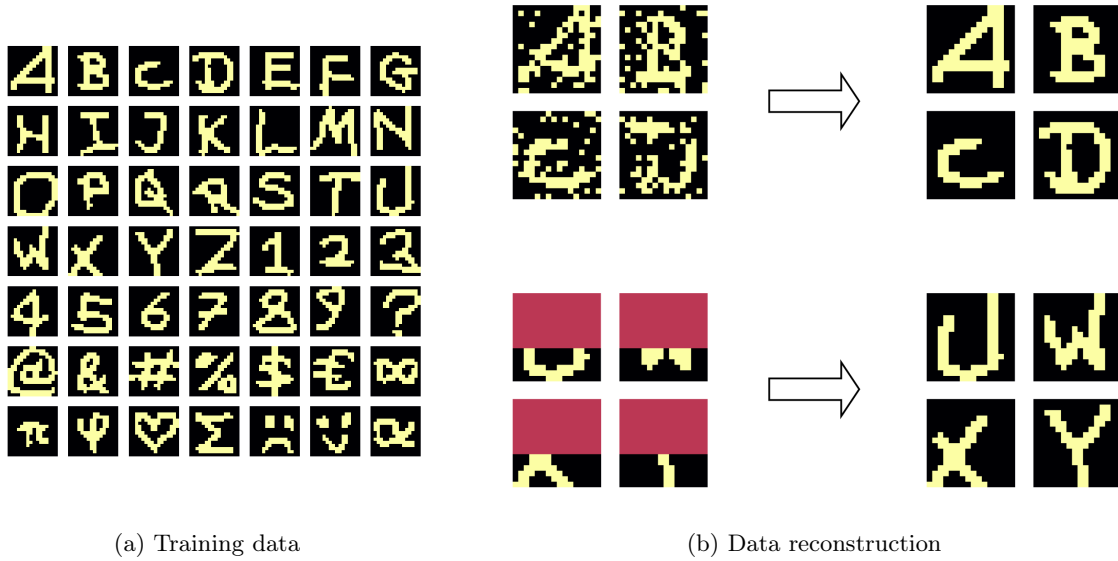 A B C D E F G
H I J K L M N
O P Q R S T U
W X Y Z 1 2 3
4 5 6 7 8 9 ?
@ & # % $ € ∞
π φ ♥ Σ ☹ ☺ α
(a) Training data
A B A B
C D C D
U W
X Y
(b) Data reconstruction